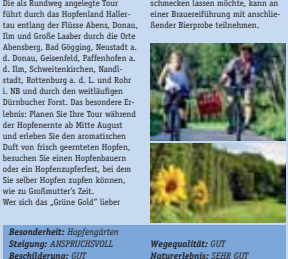 Die als Rundweg angelegte Tour
führt durch das Hopfenland Haller-
tau entlang der Flüsse Abens, Donau,
Ilm und Große Laaber durch die Orte
Abensberg, Bad Gögging, Neustadt a.
d. Donau, Geisenfeld, Paffenhofen a.
d. Ilm, Schweitenkirchen, Nandl-
stadt, Rottenburg a. d. L. und Rohr
i. NB und durch den weitläufigen
Dürnbucher Forst. Das besondere Er-
lebnis: Planen Sie Ihre Tour während
der Hopfenernte ab Mitte August
und erleben Sie den aromatischen
Duft von frisch geernteten Hopfen,
besuchen Sie einen Hopfenbauern
oder ein Hopfenzupferfest, bei dem
Sie selber Hopfen zupfen können,
wie zu Großmutter's Zeit.
Wer sich das „Grüne Gold" lieber
schmecken lassen möchte, kann an
einer Brauereiführung mit anschlie-
ßender Bierprobe teilnehmen.
Besonderheit: Hopfengärten
Steigung: ANSPRUCHSVOLL
Beschilderung: GUT
Wegequalität: GUT
Naturerlebnis: SEHR GUT